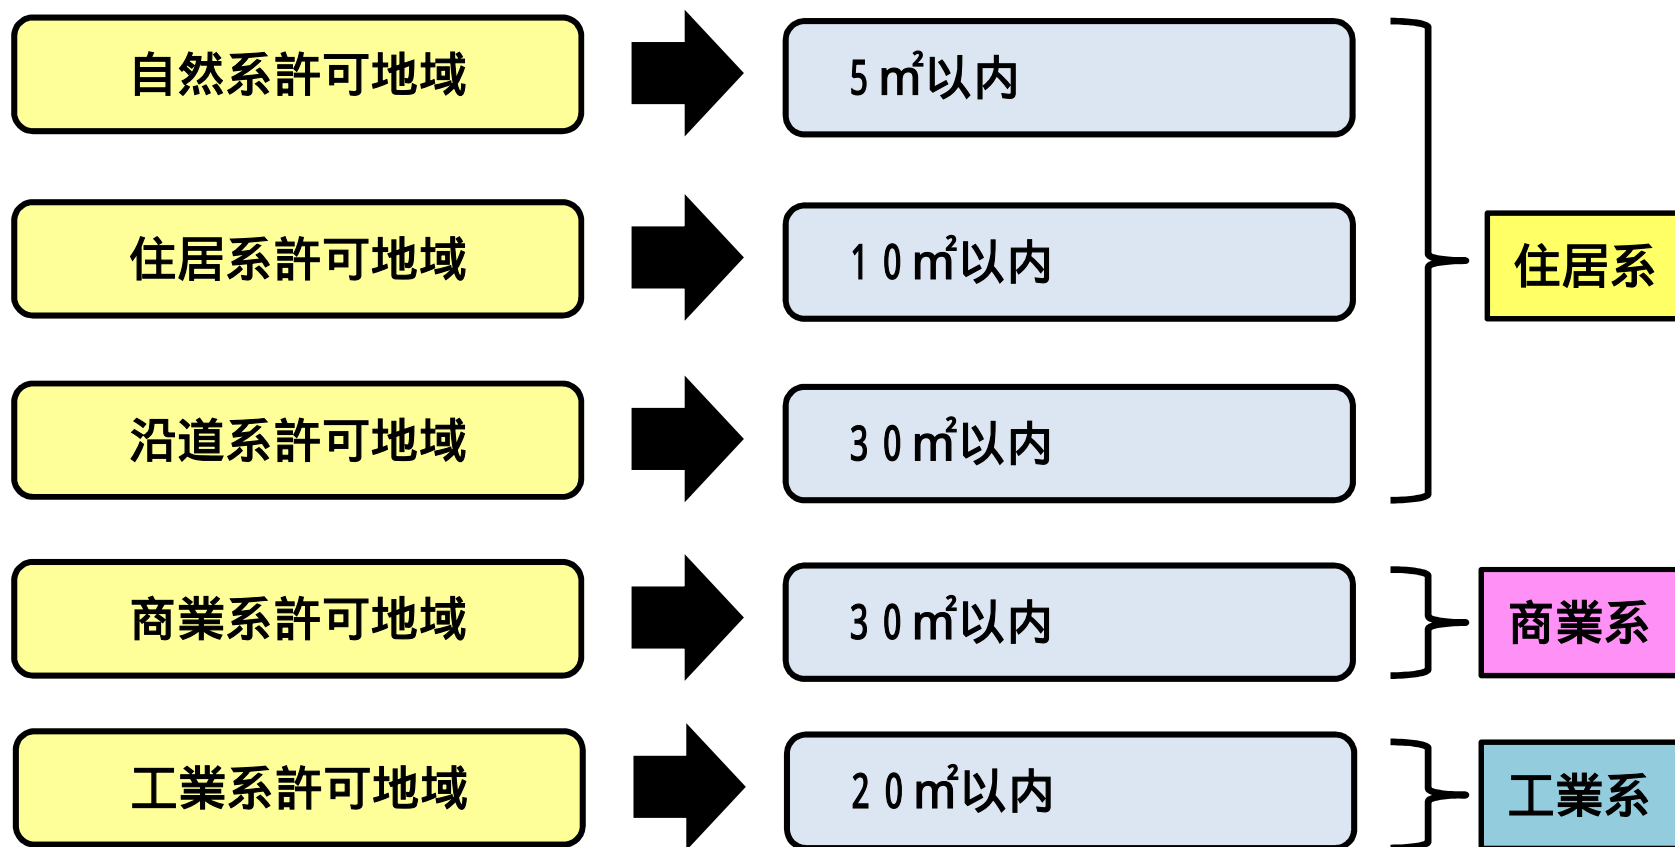 自然系許可地域
５㎡以内
住居系許可地域
１０㎡以内
住居系
沿道系許可地域
３０㎡以内
商業系許可地域
３０㎡以内
商業系
工業系許可地域
２０㎡以内
工業系